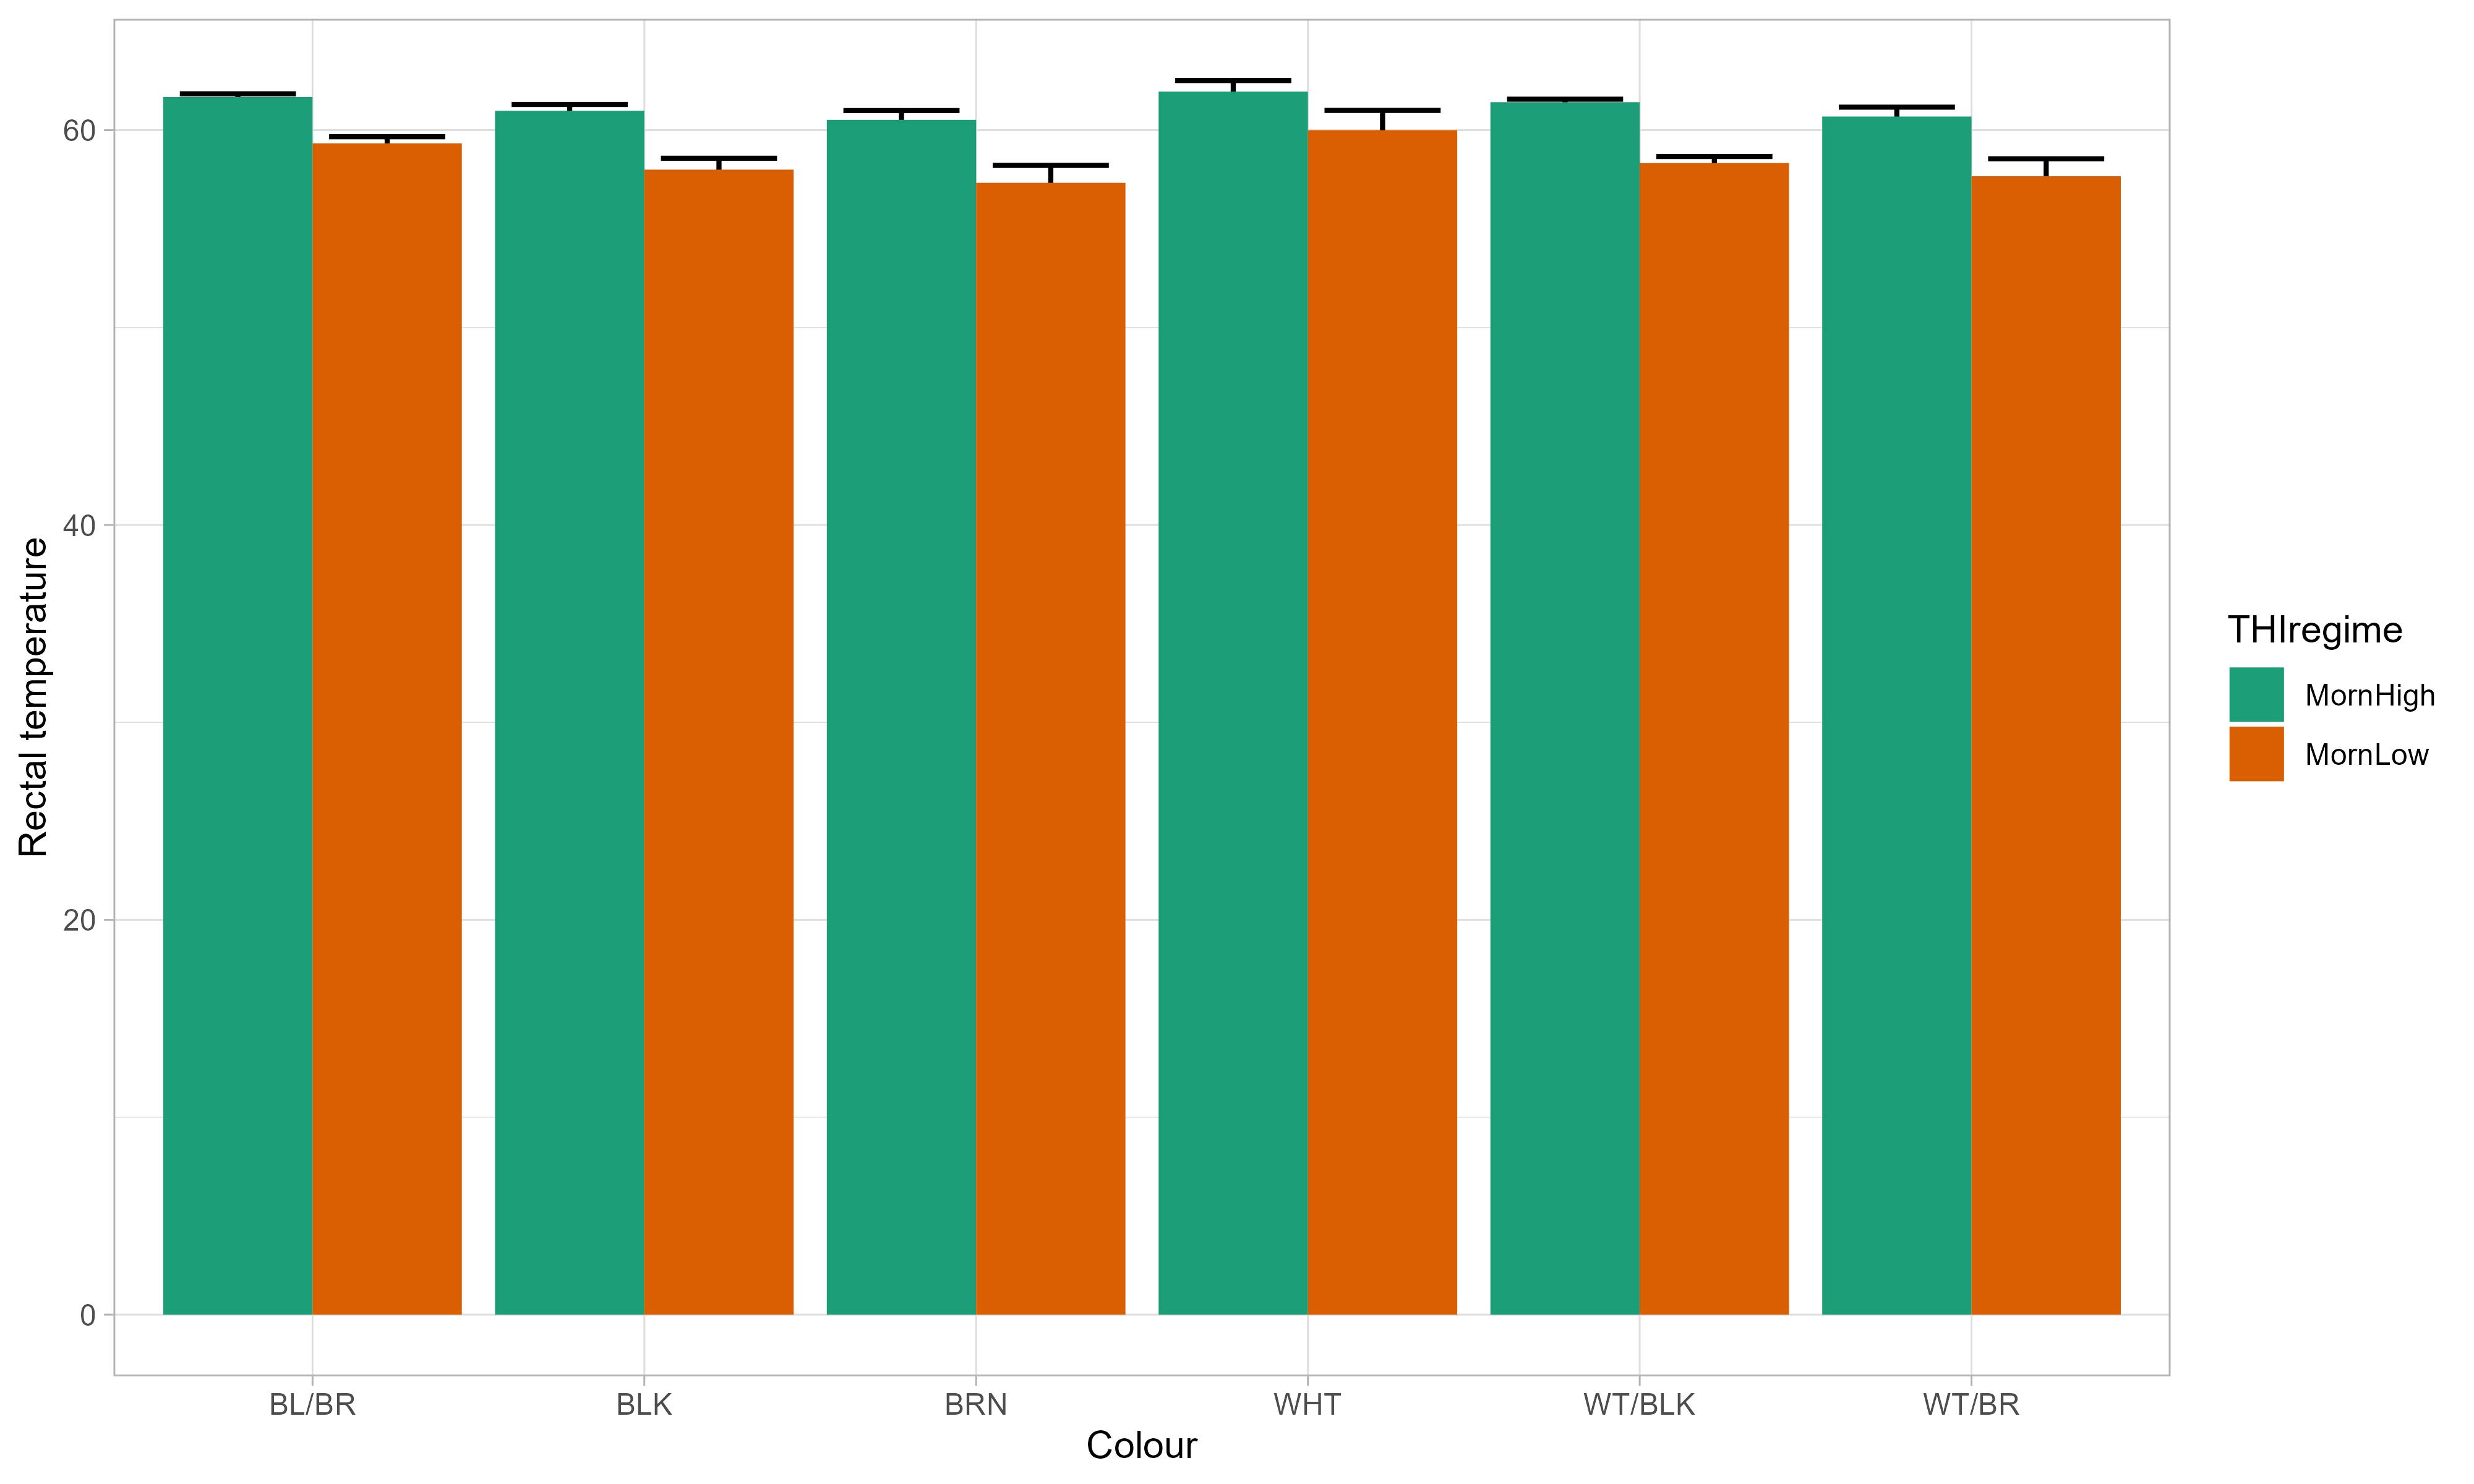 Rectal temperature
60
40
20
0
BL/BR
BLK
BRN
WHT
WT/BLK
WT/BR
Colour
THIregime
MornHigh
MornLow